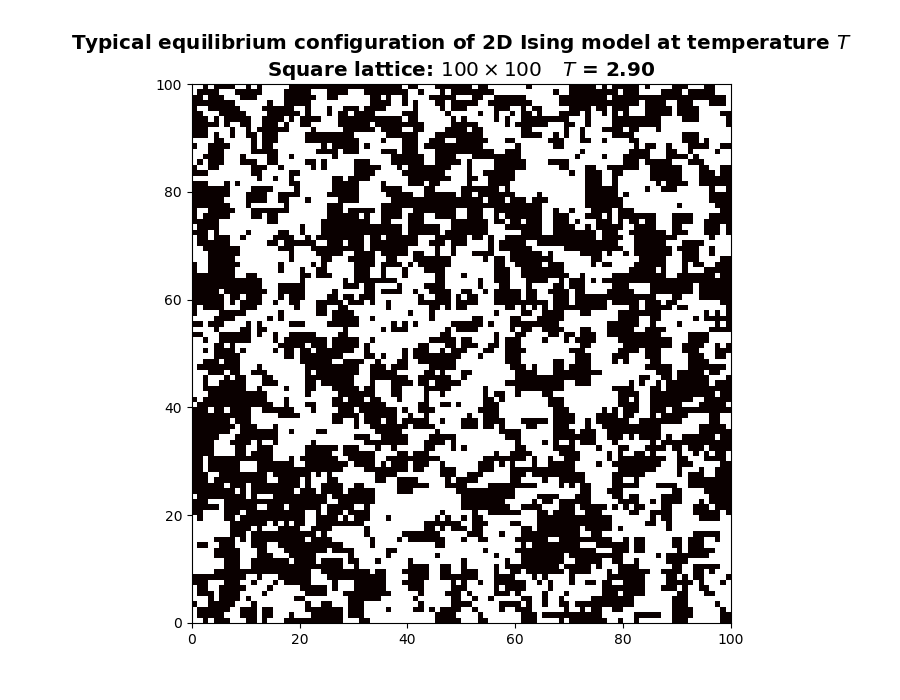 Typical equilibrium configuration of 2D Ising model at temperature T
Square lattice: 100 × 100 T = 2.90
100
80
60
40
20
0
0 20 40 60 80 100